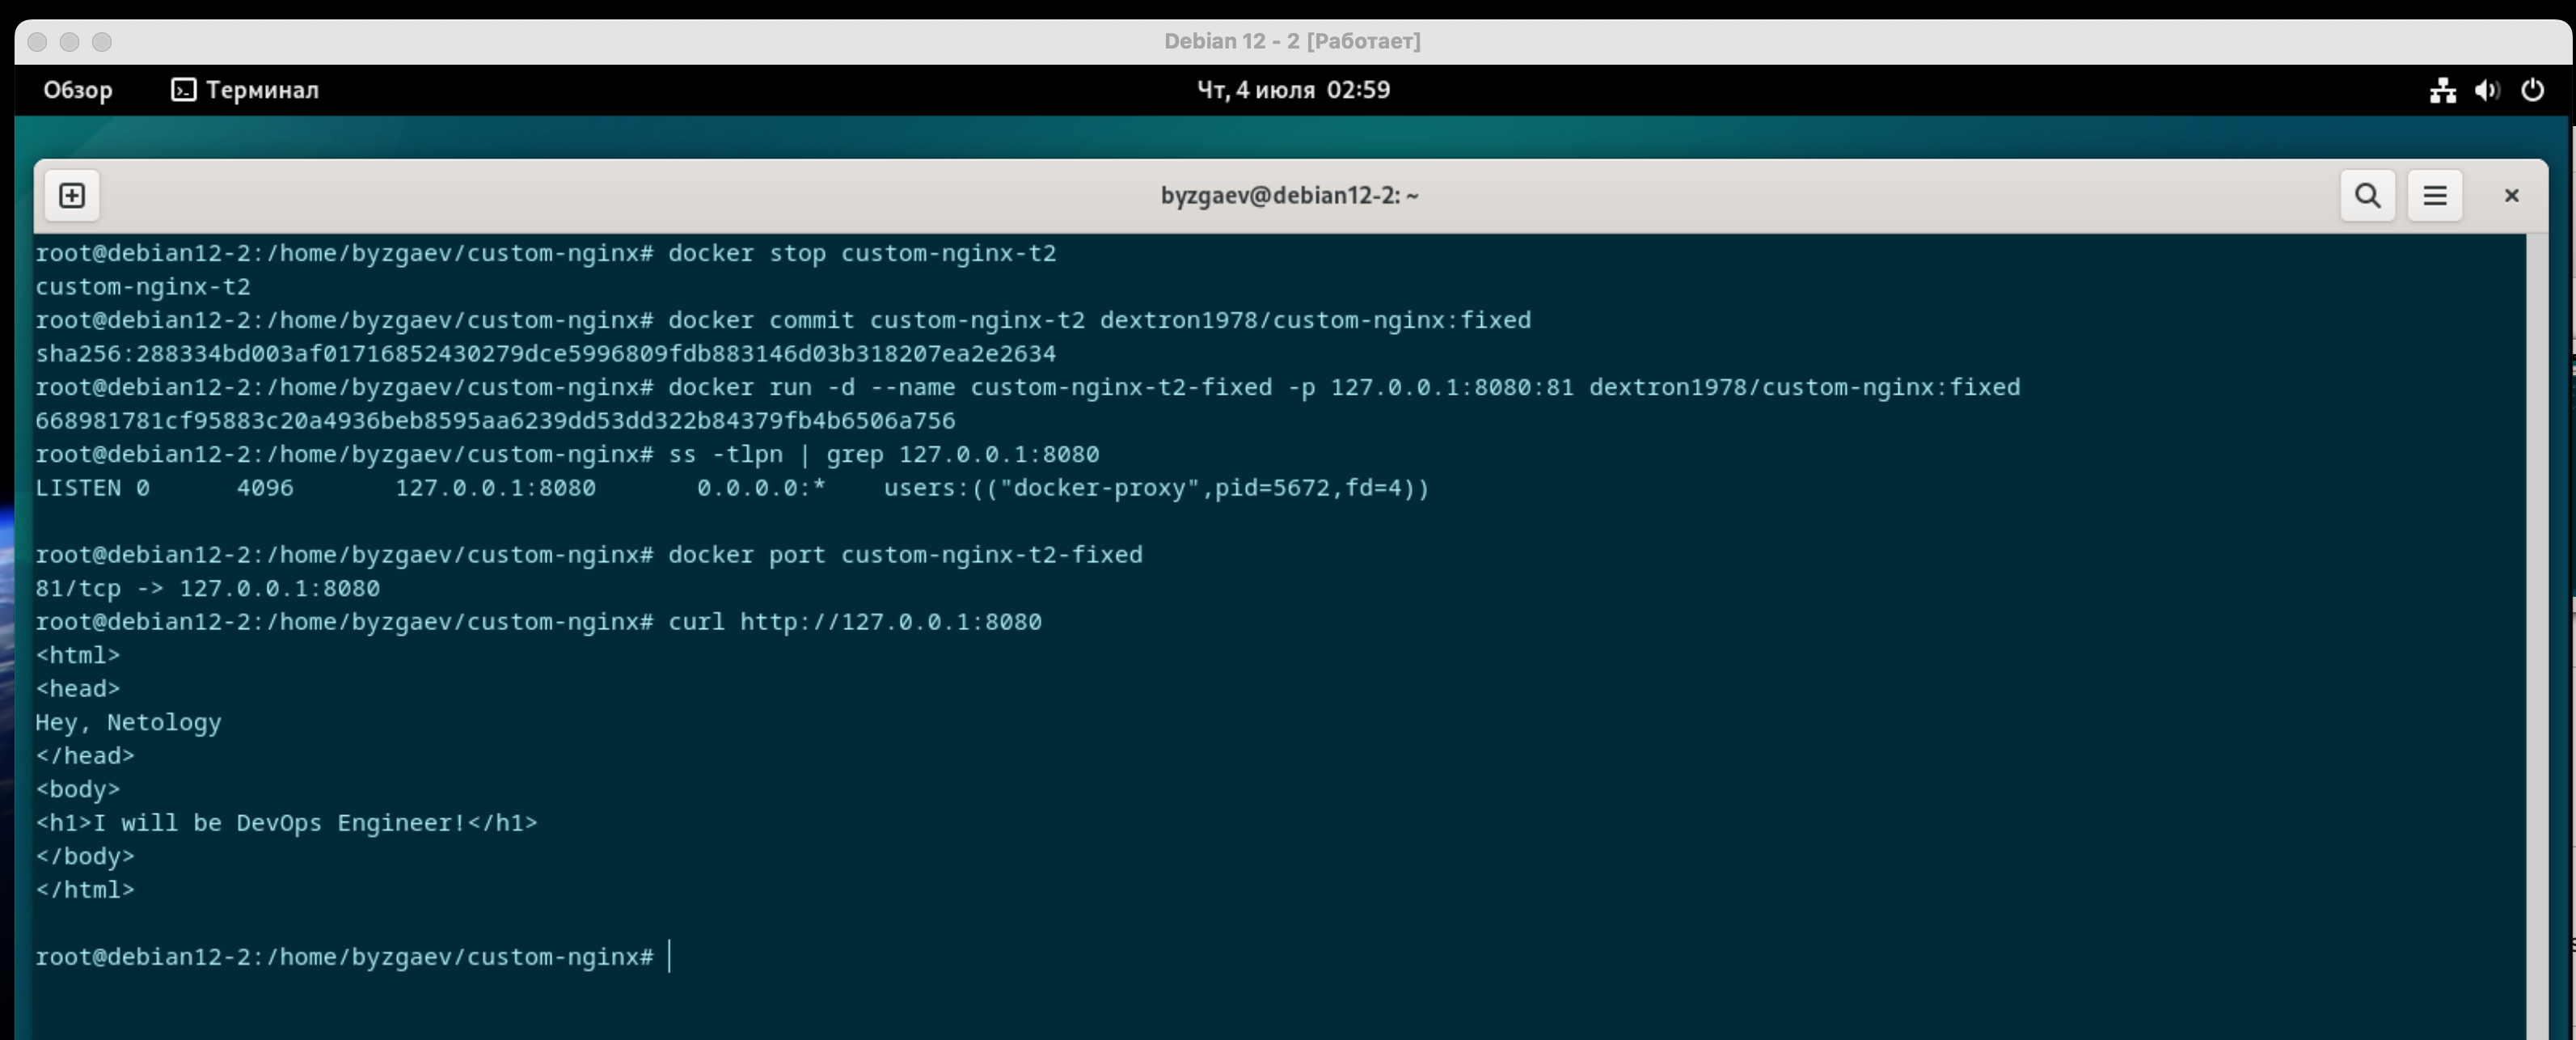 Debian 12 - 2 [Работает]
Обзор Терминал Чт, 4 июля 02:59
byzgaev@debian12-2: ~
root@debian12-2:/home/byzgaev/custom-nginx# docker stop custom-nginx-t2
custom-nginx-t2
root@debian12-2:/home/byzgaev/custom-nginx# docker commit custom-nginx-t2 dextron1978/custom-nginx:fixed
sha256:288334bd003af01716852430279dce5996809fdb883146d03b318207ea2e2634
root@debian12-2:/home/byzgaev/custom-nginx# docker run -d --name custom-nginx-t2-fixed -p 127.0.0.1:8080:81 dextron1978/custom-nginx:fixed
668981781cf95883c20a4936beb8595aa6239dd53dd322b84379fb4b6506a756
root@debian12-2:/home/byzgaev/custom-nginx# ss -tlpn | grep 127.0.0.1:8080
LISTEN 0      4096       127.0.0.1:8080       0.0.0.0:*    users:(("docker-proxy",pid=5672,fd=4))
root@debian12-2:/home/byzgaev/custom-nginx# docker port custom-nginx-t2-fixed
81/tcp -> 127.0.0.1:8080
root@debian12-2:/home/byzgaev/custom-nginx# curl http://127.0.0.1:8080
<html>
<head>
Hey, Netology
</head>
<body>
<h1>I will be DevOps Engineer!</h1>
</body>
</html>
root@debian12-2:/home/byzgaev/custom-nginx#